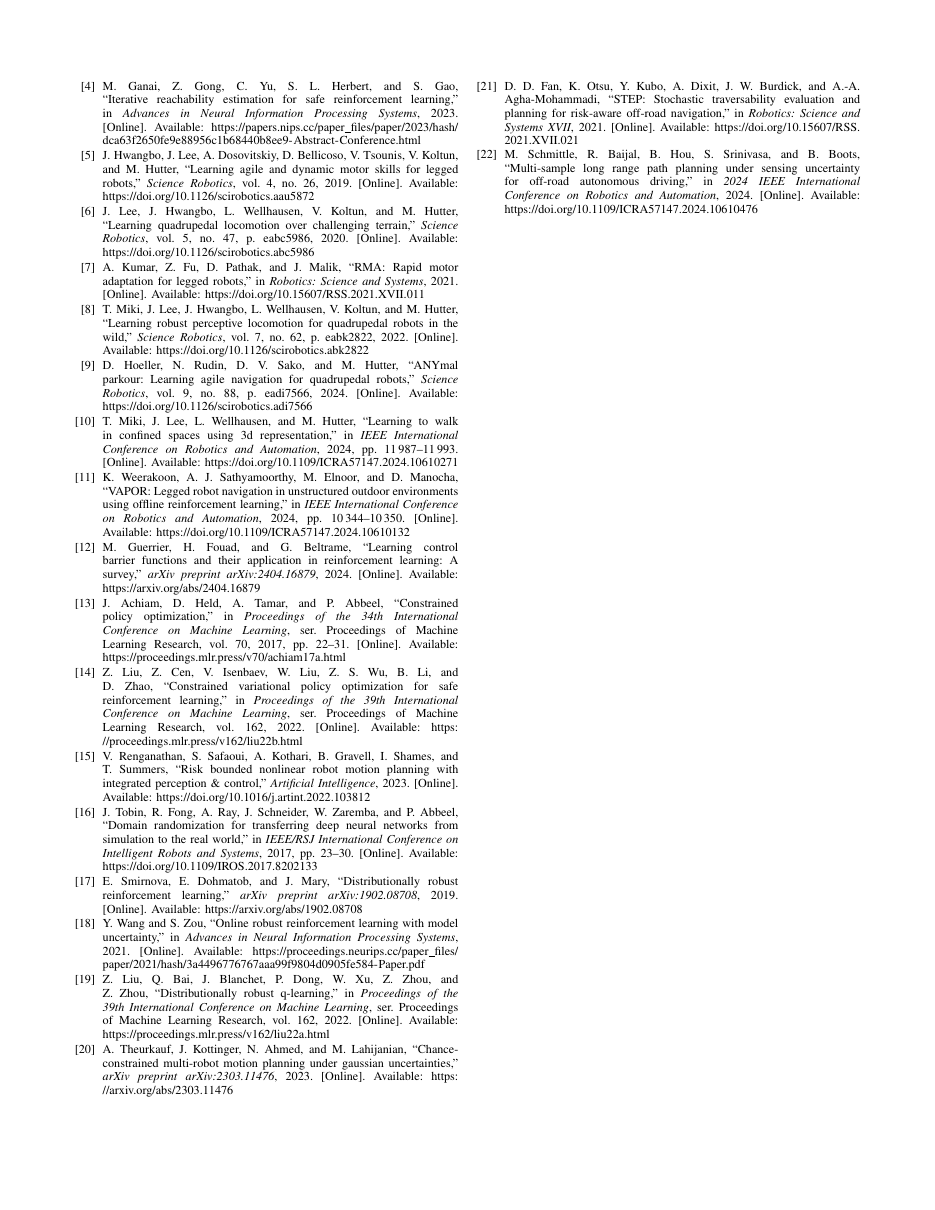 [4] M. Ganai, Z. Gong, C. Yu, S. L. Herbert, and S. Gao,
“Iterative reachability estimation for safe reinforcement learning,”
in Advances in Neural Information Processing Systems, 2023.
[Online]. Available: https://papers.nips.cc/paper_files/paper/2023/hash/
dca63f2650fe9e88956c1b68440b8ee9-Abstract-Conference.html
[5] J. Hwangbo, J. Lee, A. Dosovitskiy, D. Bellicoso, V. Tsounis, V. Koltun,
and M. Hutter, “Learning agile and dynamic motor skills for legged
robots,” Science Robotics, vol. 4, no. 26, 2019. [Online]. Available:
https://doi.org/10.1126/scirobotics.aau5872
[6] J. Lee, J. Hwangbo, L. Wellhausen, V. Koltun, and M. Hutter,
“Learning quadrupedal locomotion over challenging terrain,” Science
Robotics, vol. 5, no. 47, p. eabc5986, 2020. [Online]. Available:
https://doi.org/10.1126/scirobotics.abc5986
[7] A. Kumar, Z. Fu, D. Pathak, and J. Malik, “RMA: Rapid motor
adaptation for legged robots,” in Robotics: Science and Systems, 2021.
[Online]. Available: https://doi.org/10.15607/RSS.2021.XVII.011
[8] T. Miki, J. Lee, J. Hwangbo, L. Wellhausen, V. Koltun, and M. Hutter,
“Learning robust perceptive locomotion for quadrupedal robots in the
wild,” Science Robotics, vol. 7, no. 62, p. eabk2822, 2022. [Online].
Available: https://doi.org/10.1126/scirobotics.abk2822
[9] D. Hoeller, N. Rudin, D. V. Sako, and M. Hutter, “ANYmal
parkour: Learning agile navigation for quadrupedal robots,” Science
Robotics, vol. 9, no. 88, p. eadi7566, 2024. [Online]. Available:
https://doi.org/10.1126/scirobotics.adi7566
[10] T. Miki, J. Lee, L. Wellhausen, and M. Hutter, “Learning to walk
in confined spaces using 3d representation,” in IEEE International
Conference on Robotics and Automation, 2024, pp. 11 987–11 993.
[Online]. Available: https://doi.org/10.1109/ICRA57147.2024.10610271
[11] K. Weerakoon, A. J. Sathyamoorthy, M. Elnoor, and D. Manocha,
“VAPOR: Legged robot navigation in unstructured outdoor environments
using offline reinforcement learning,” in IEEE International Conference
on Robotics and Automation, 2024, pp. 10 344–10 350. [Online].
Available: https://doi.org/10.1109/ICRA57147.2024.10610132
[12] M. Guerrier, H. Fouad, and G. Beltrame, “Learning control
barrier functions and their application in reinforcement learning: A
survey,” arXiv preprint arXiv:2404.16879, 2024. [Online]. Available:
https://arxiv.org/abs/2404.16879
[13] J. Achiam, D. Held, A. Tamar, and P. Abbeel, “Constrained
policy optimization,” in Proceedings of the 34th International
Conference on Machine Learning, ser. Proceedings of Machine
Learning Research, vol. 70, 2017, pp. 22–31. [Online]. Available:
https://proceedings.mlr.press/v70/achiam17a.html
[14] Z. Liu, Z. Cen, V. Isenbaev, W. Liu, Z. S. Wu, B. Li, and
D. Zhao, “Constrained variational policy optimization for safe
reinforcement learning,” in Proceedings of the 39th International
Conference on Machine Learning, ser. Proceedings of Machine
Learning Research, vol. 162, 2022. [Online]. Available: https:
//proceedings.mlr.press/v162/liu22b.html
[15] V. Renganathan, S. Safaoui, A. Kothari, B. Gravell, I. Shames, and
T. Summers, “Risk bounded nonlinear robot motion planning with
integrated perception & control,” Artificial Intelligence, 2023. [Online].
Available: https://doi.org/10.1016/j.artint.2022.103812
[16] J. Tobin, R. Fong, A. Ray, J. Schneider, W. Zaremba, and P. Abbeel,
“Domain randomization for transferring deep neural networks from
simulation to the real world,” in IEEE/RSJ International Conference on
Intelligent Robots and Systems, 2017, pp. 23–30. [Online]. Available:
https://doi.org/10.1109/IROS.2017.8202133
[17] E. Smirnova, E. Dohmatob, and J. Mary, “Distributionally robust
reinforcement learning,” arXiv preprint arXiv:1902.08708, 2019.
[Online]. Available: https://arxiv.org/abs/1902.08708
[18] Y. Wang and S. Zou, “Online robust reinforcement learning with model
uncertainty,” in Advances in Neural Information Processing Systems,
2021. [Online]. Available: https://proceedings.neurips.cc/paper_files/
paper/2021/hash/3a4496776767aaa99f9804d0905fe584-Paper.pdf
[19] Z. Liu, Q. Bai, J. Blanchet, P. Dong, W. Xu, Z. Zhou, and
Z. Zhou, “Distributionally robust q-learning,” in Proceedings of the
39th International Conference on Machine Learning, ser. Proceedings
of Machine Learning Research, vol. 162, 2022. [Online]. Available:
https://proceedings.mlr.press/v162/liu22a.html
[20] A. Theurkauf, J. Kottinger, N. Ahmed, and M. Lahijanian, “Chance-
constrained multi-robot motion planning under gaussian uncertainties,”
arXiv preprint arXiv:2303.11476, 2023. [Online]. Available: https:
//arxiv.org/abs/2303.11476
[21] D. D. Fan, K. Otsu, Y. Kubo, A. Dixit, J. W. Burdick, and A.-A.
Agha-Mohammadi, “STEP: Stochastic traversability evaluation and
planning for risk-aware off-road navigation,” in Robotics: Science and
Systems XVII, 2021. [Online]. Available: https://doi.org/10.15607/RSS.
2021.XVII.021
[22] M. Schmittle, R. Baijal, B. Hou, S. Srinivasa, and B. Boots,
“Multi-sample long range path planning under sensing uncertainty
for off-road autonomous driving,” in 2024 IEEE International
Conference on Robotics and Automation, 2024. [Online]. Available:
https://doi.org/10.1109/ICRA57147.2024.10610476